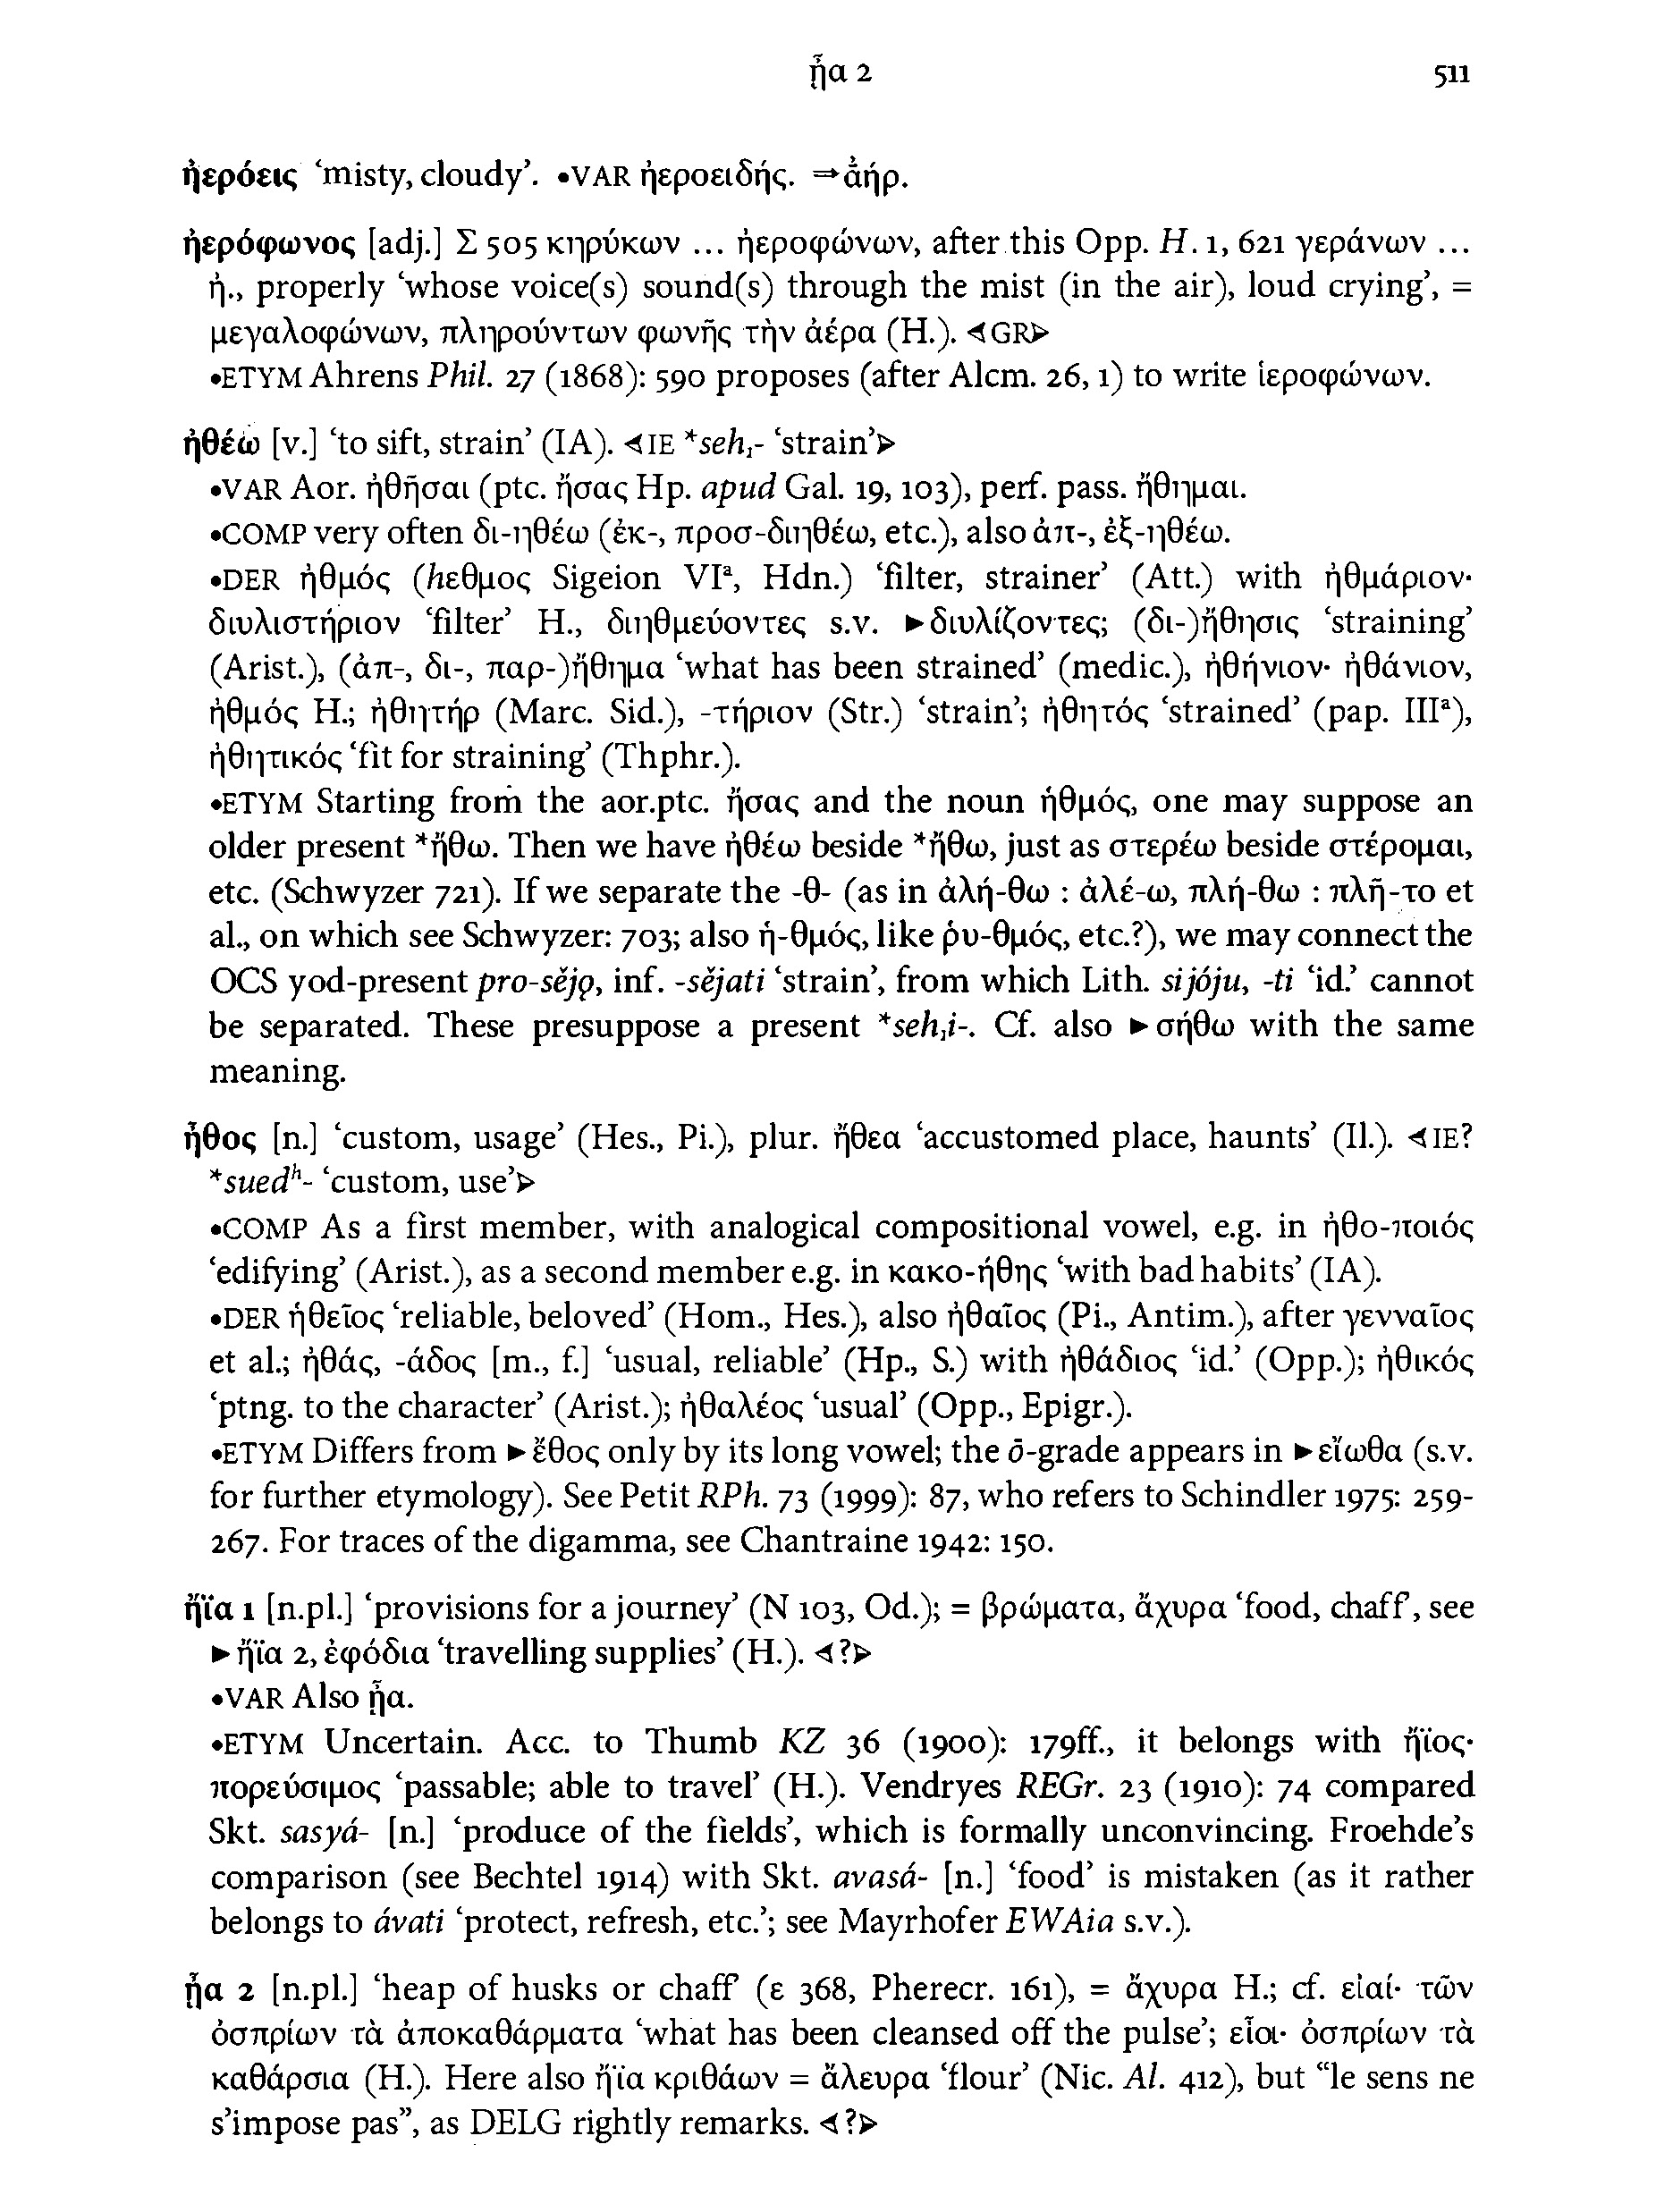 ᾖα 2 511
ἠερόεις ‘misty, cloudy’. •VAR ἠεροειδής. ⇒ἀήρ.
ἠερόφωνος [adj.] Σ 505 κηρύκων ... ἠεροφώνων, after this Opp. H. 1, 621 γεράνων ...
ἠ., properly ‘whose voice(s) sound(s) through the mist (in the air), loud crying’, =
μεγαλοφώνων, πληρούντων φωνῆς τὴν ἀέρα (H.). ⊲GR⊳
•ETYM Ahrens Phil. 27 (1868): 590 proposes (after Alcm. 26, 1) to write ἱεροφώνων.
ἠθέω [v.] ‘to sift, strain’ (IA). ⊲IE *seh₁- ‘strain’⊳
•VAR Aor. ἠθῆσαι (ptc. ἤσας Hp. apud Gal. 19, 103), perf. pass. ἤθημαι.
•COMP very often δι-ηθέω (ἐκ-, προσ-διηθέω, etc.), also ἀπ-, ἐξ-ηθέω.
•DER ἠθμός (hεθμος Sigeion VIᵃ, Hdn.) ‘filter, strainer’ (Att.) with ἠθμάριον·
διυλιστήριον ‘filter’ H., διηθμεύοντες s.v. ►διυλίζοντες; (δι-)ἤθησις ‘straining’
(Arist.), (ἀπ-, δι-, παρ-)ἤθημα ‘what has been strained’ (medic.), ἠθήνιον· ἠθάνιον,
ἠθμός H.; ἠθητήρ (Marc. Sid.), -τήριον (Str.) ‘strain’; ἠθητός ‘strained’ (pap. IIIᵃ),
ἠθητικός ‘fit for straining’ (Thphr.).
•ETYM Starting from the aor.ptc. ἤσας and the noun ἠθμός, one may suppose an
older present *ἤθω. Then we have ἠθέω beside *ἤθω, just as στερέω beside στέρομαι,
etc. (Schwyzer 721). If we separate the -θ- (as in ἀλή-θω : ἀλέ-ω, πλή-θω : πλῆ-το et
al., on which see Schwyzer: 703; also ἠ-θμός, like ῥυ-θμός, etc.?), we may connect the
OCS yod-present pro-sějǫ, inf. -sějati ‘strain’, from which Lith. sijóju, -ti ‘id.’ cannot
be separated. These presuppose a present *seh₁i-. Cf. also ►σήθω with the same
meaning.
ἦθος [n.] ‘custom, usage’ (Hes., Pi.), plur. ἤθεα ‘accustomed place, haunts’ (Il.). ⊲IE?
*suedʰ- ‘custom, use’⊳
•COMP As a first member, with analogical compositional vowel, e.g. in ἠθο-ποιός
‘edifying’ (Arist.), as a second member e.g. in κακο-ήθης ‘with bad habits’ (IA).
•DER ἠθεῖος ‘reliable, beloved’ (Hom., Hes.), also ἠθαῖος (Pi., Antim.), after γενναῖος
et al.; ἠθάς, -άδος [m., f.] ‘usual, reliable’ (Hp., S.) with ἠθάδιος ‘id.’ (Opp.); ἠθικός
‘ptng. to the character’ (Arist.); ἠθαλέος ‘usual’ (Opp., Epigr.).
•ETYM Differs from ►ἔθος only by its long vowel; the ō-grade appears in ►εἴωθα (s.v.
for further etymology). See Petit RPh. 73 (1999): 87, who refers to Schindler 1975: 259-
267. For traces of the digamma, see Chantraine 1942: 150.
ἤϊα 1 [n.pl.] ‘provisions for a journey’ (N 103, Od.); = βρώματα, ἄχυρα ‘food, chaff’, see
►ἤϊα 2, ἐφόδια ‘travelling supplies’ (H.). ⊲?⊳
•VAR Also ᾖα.
•ETYM Uncertain. Acc. to Thumb KZ 36 (1900): 179ff., it belongs with ἤϊος·
πορεύσιμος ‘passable; able to travel’ (H.). Vendryes REGr. 23 (1910): 74 compared
Skt. sasyá- [n.] ‘produce of the fields’, which is formally unconvincing. Froehde’s
comparison (see Bechtel 1914) with Skt. avasá- [n.] ‘food’ is mistaken (as it rather
belongs to ávati ‘protect, refresh, etc.’; see Mayrhofer EWAia s.v.).
ᾖα 2 [n.pl.] ‘heap of husks or chaff’ (ε 368, Pherecr. 161), = ἄχυρα H.; cf. εἰαί· τῶν
ὀσπρίων τὰ ἀποκαθάρματα ‘what has been cleansed off the pulse’; εἶοι· ὀσπρίων τὰ
καθάρσια (H.). Here also ἤϊα κριθάων = ἄλευρα ‘flour’ (Nic. Al. 412), but “le sens ne
s’impose pas”, as DELG rightly remarks. ⊲?⊳